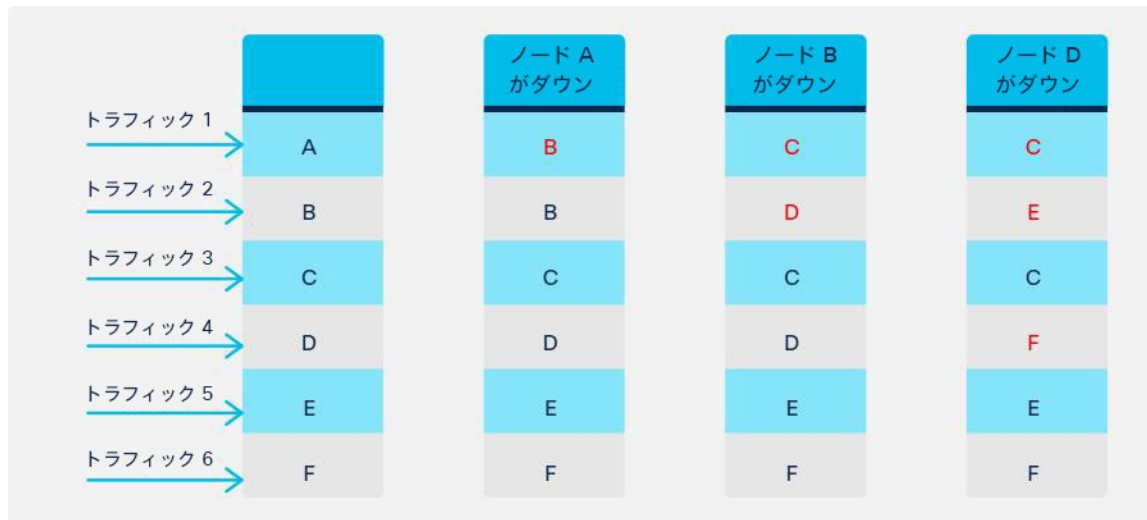 ノード A
がダウン
ノード B
がダウン
ノード D
がダウン
トラフィック 1
A
B
C
C
トラフィック 2
B
B
D
E
トラフィック 3
C
C
C
C
トラフィック 4
D
D
D
F
トラフィック 5
E
E
E
E
トラフィック 6
F
F
F
F